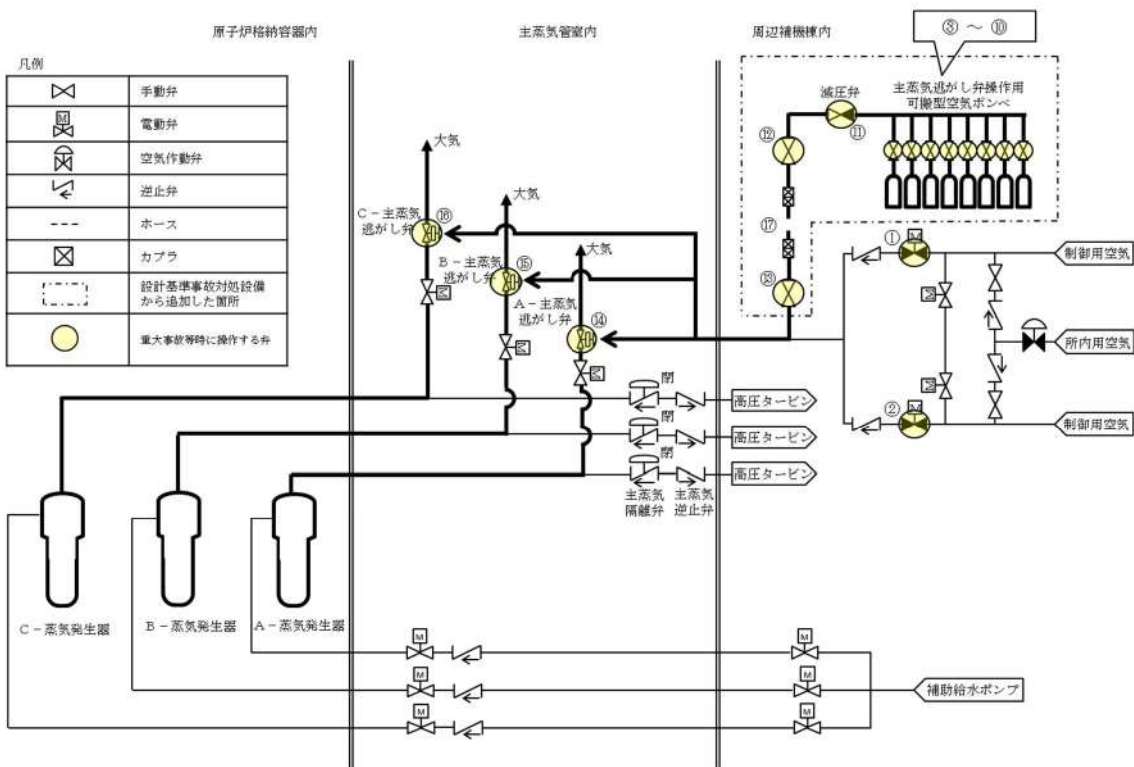 原子炉格納容器内
主蒸気管室内
周辺補機棟内
③ ～ ⑩
凡例
手動弁
M
電動弁
空気作動弁
逆止弁
ホース
カプラ
設計基準事故対処設備
から追加した箇所
重大事故等時に操作する弁
減圧弁
⑪
主蒸気逃がし弁操作用
可搬型空気ボンベ
⑫
⑰
⑬
大気
C－主蒸気
逃がし弁
⑯
大気
B－主蒸気
逃がし弁
⑮
大気
A－主蒸気
逃がし弁
⑭
M
M
M
①
M
制御用空気
M
所内用空気
M
②
M
制御用空気
閉
高圧タービン
閉
高圧タービン
閉
高圧タービン
主蒸気
隔離弁
主蒸気
逆止弁
C－蒸気発生器
B－蒸気発生器
A－蒸気発生器
M
M
M
M
補助給水ポンプ
M
M